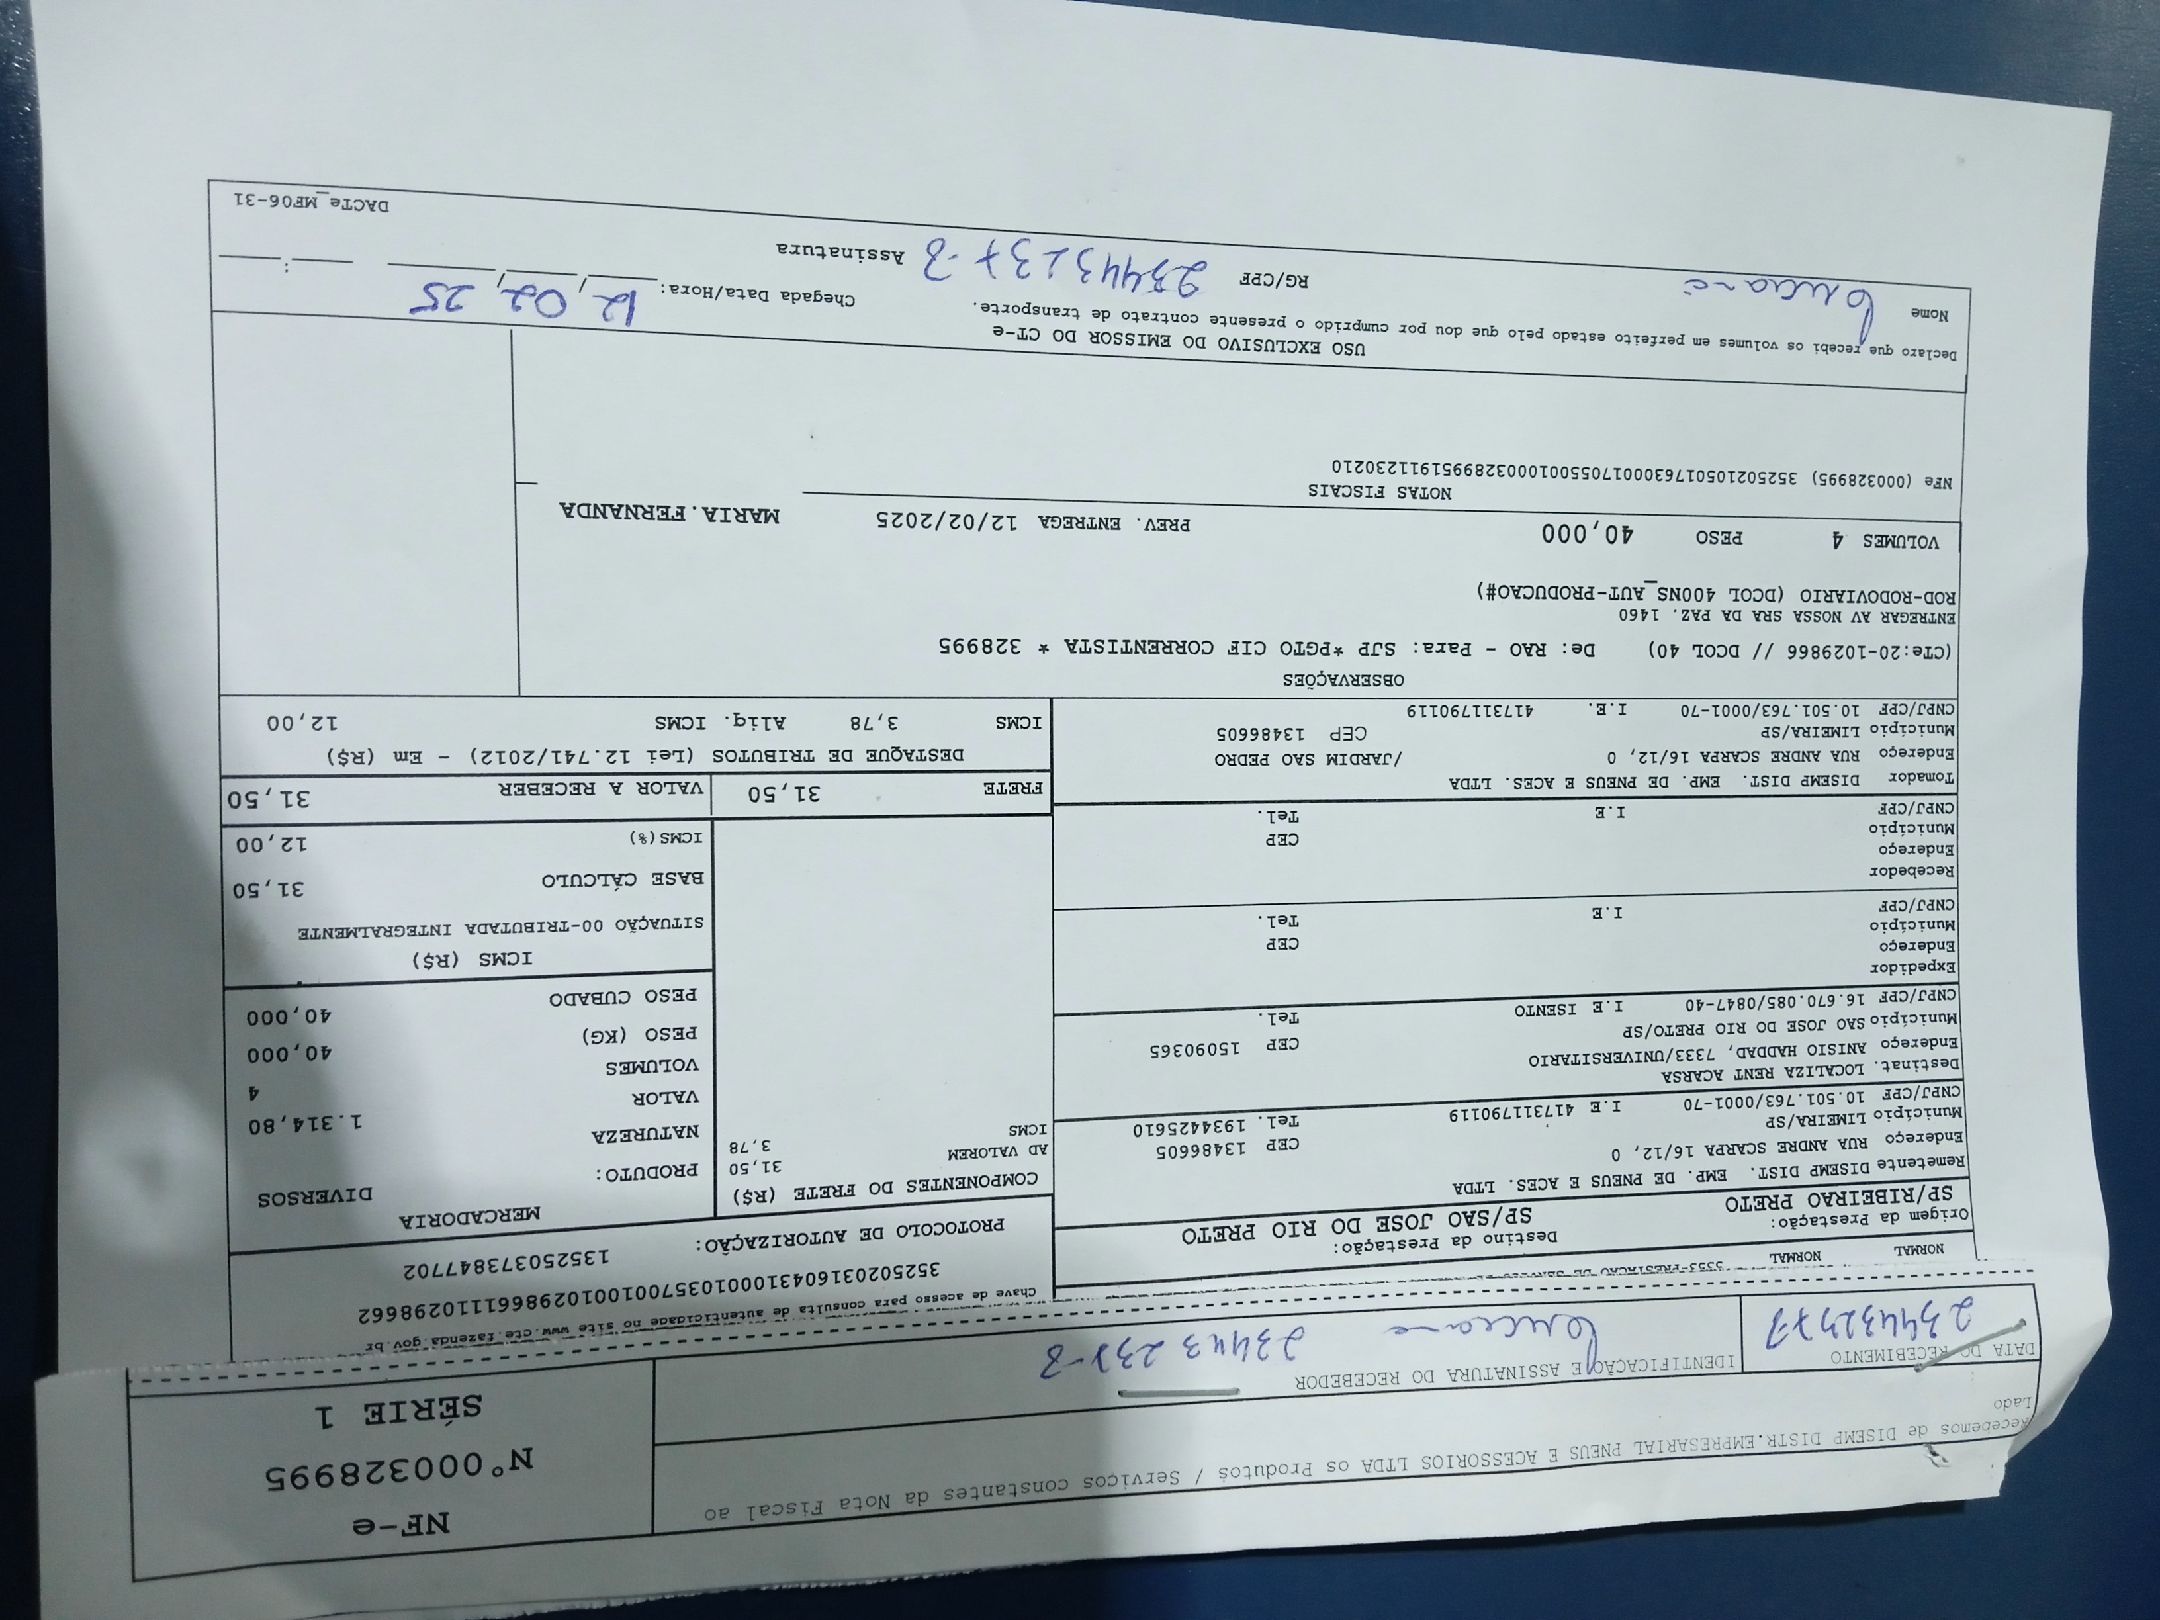 Recebemos de DISEMP DISTR.EMPRESARIAL PNEUS E ACESSORIOS LTDA os Produtos / Serviços constantes da Nota Fiscal ao
Lado
NF-e
N°000328995
SÉRIE 1
DATA DO RECEBIMENTO
IDENTIFICAÇÃO E ASSINATURA DO RECEBEDOR
NORMAL NORMAL
Chave de acesso para consulta de autenticidade no site www.cte.fazenda.gov.br
35250203160431000103570010010298661110298662
PROTOCOLO DE AUTORIZAÇÃO: 135250373847702
Origem da Prestação:
SP/RIBEIRAO PRETO
Destino da Prestação:
SP/SAO JOSE DO RIO PRETO
Remetente DISEMP DIST. EMP. DE PNEUS E ACES. LTDA
Endereço RUA ANDRE SCARPA 16/12, 0 CEP 13486605
Município LIMEIRA/SP Tel. 1934425610
CNPJ/CPF 10.501.763/0001-70 I.E 417311790119
Destinat. LOCALIZA RENT ACARSA
Endereço ANISIO HADDAD, 7333/UNIVERSITARIO CEP 15090365
Município SAO JOSE DO RIO PRETO/SP Tel.
CNPJ/CPF 16.670.085/0847-40 I.E ISENTO
Expedidor
Endereço CEP
Município Tel.
CNPJ/CPF I.E
Recebedor
Endereço
Município CEP
CNPJ/CPF I.E Tel.
Tomador DISEMP DIST. EMP. DE PNEUS E ACES. LTDA
Endereço RUA ANDRE SCARPA 16/12, 0 /JARDIM SAO PEDRO
Município LIMEIRA/SP CEP 13486605
CNPJ/CPF 10.501.763/0001-70 I.E. 417311790119
COMPONENTES DO FRETE (R$)
AD VALOREM 31,50
ICMS 3,78
MERCADORIA
PRODUTO: DIVERSOS
NATUREZA
VALOR 1.314,80
VOLUMES 4
PESO (KG) 40,000
PESO CUBADO 40,000
ICMS (R$)
SITUAÇÃO 00-TRIBUTADA INTEGRALMENTE
BASE CÁLCULO 31,50
ICMS(%) 12,00
FRETE 31,50 VALOR A RECEBER 31,50
DESTAQUE DE TRIBUTOS (Lei 12.741/2012) - Em (R$)
ICMS 3,78 Aliq. ICMS 12,00
OBSERVAÇÕES
(CTe:20-1029866 // DCOL 40) De: RAO - Para: SJP *PGTO CIF CORRENTISTA * 328995
ENTREGAR AV NOSSA SRA DA PAZ. 1460
ROD-RODOVIARIO (DCOL 400NS_AUT-PRODUCAO#)
VOLUMES 4 PESO 40,000 PREV. ENTREGA 12/02/2025 MARIA.FERNANDA
NOTAS FISCAIS
NFe (000328995) 35250210501763000170550010003289951911230210
USO EXCLUSIVO DO EMISSOR DO CT-e
Declaro que recebi os volumes em perfeito estado pelo que dou por cumprido o presente contrato de transporte.
Nome RG/CPF Assinatura
Chegada Data/Hora: 12, 02, 25
DACTe_MF06-31